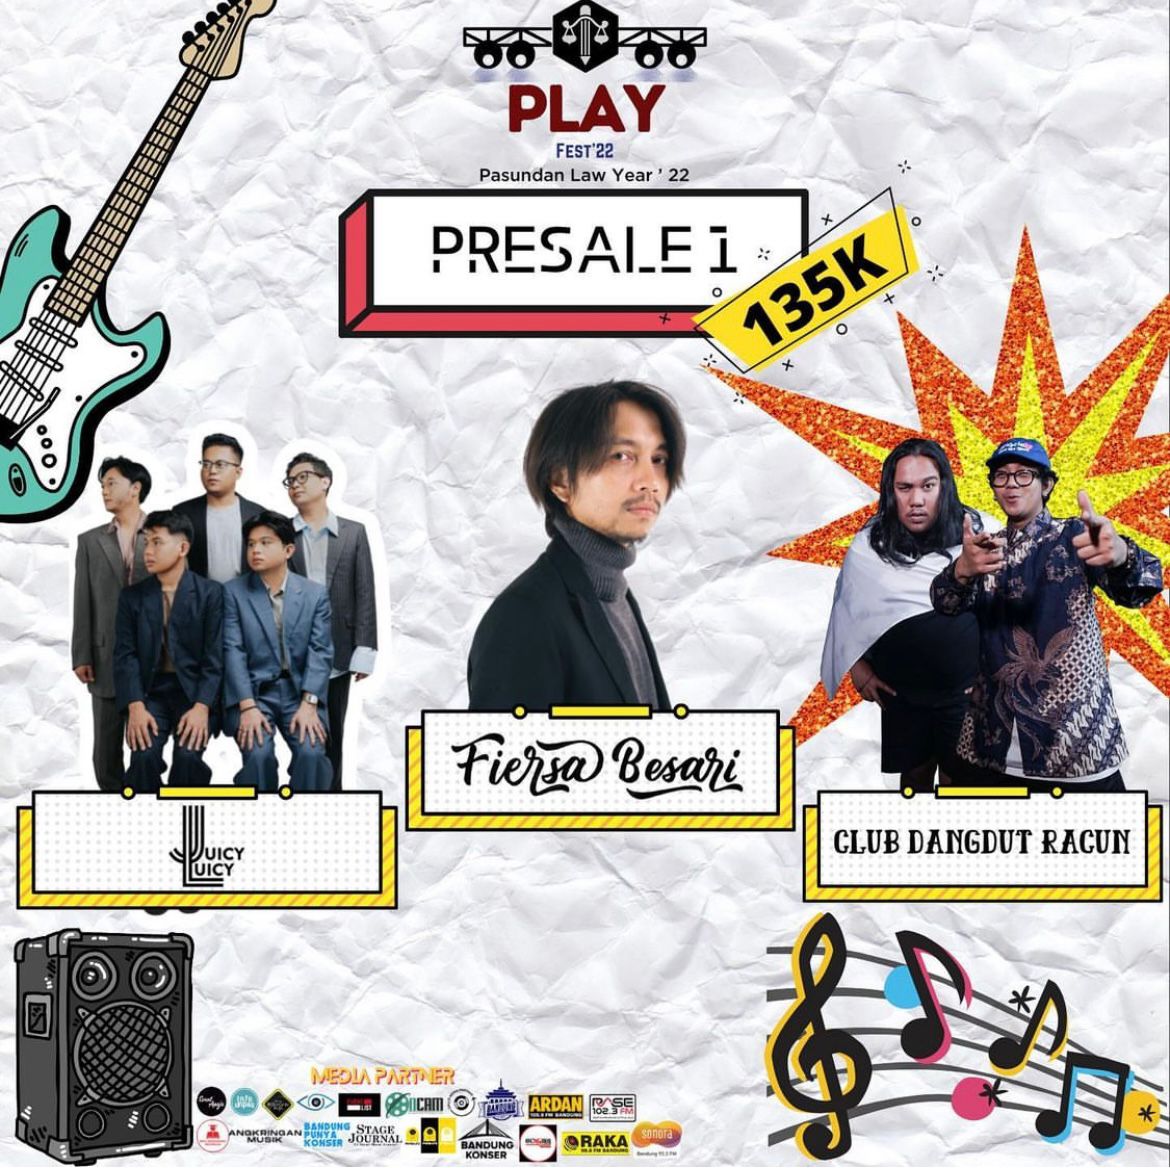 PLAY
FEST'22
Pasundan Law Year ' 22
PRESALE 1
135K
JUICY
LUICY
Fiersa Besari
CLUB DANGDUT RACUN
MEDIA PARTNER
ARDAN
RASE
102.3 FM
ANGKRINGAN
MUSIK
BANDUNG
PUNYA
KONSER
STAGE
JOURNAL
BANDUNG
KONSER
RAKA
sonora